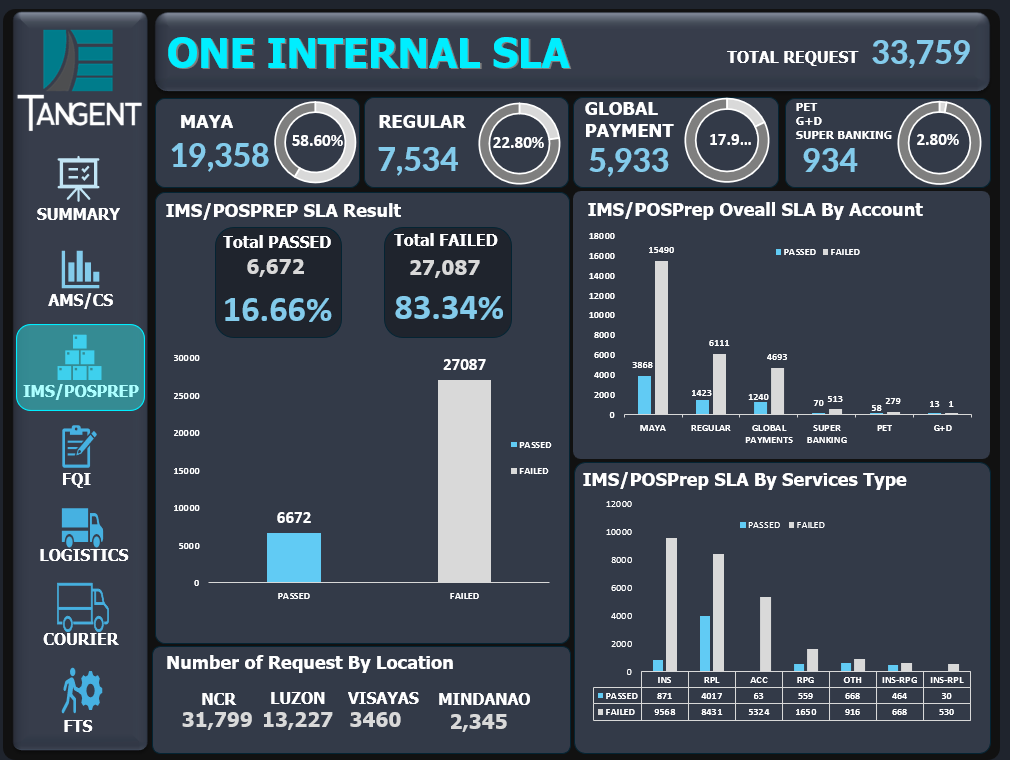 TANGENT
SUMMARY
AMS/CS
IMS/POSPREP
FQI
LOGISTICS
COURIER
FTS
ONE INTERNAL SLA
TOTAL REQUEST 33,759
MAYA
19,358
58.60%
REGULAR
7,534
22.80%
GLOBAL
PAYMENT
5,933
17.9...
PET
G+D
SUPER BANKING
934
2.80%
IMS/POSPREP SLA Result
Total PASSED
6,672
16.66%
Total FAILED
27,087
83.34%
30000
25000
20000
15000
10000
5000
0
6672
27087
PASSED
FAILED
PASSED
FAILED
Number of Request By Location
NCR LUZON VISAYAS MINDANAO
31,799 13,227 3460 2,345
IMS/POSPrep Oveall SLA By Account
PASSED FAILED
18000
16000
14000
12000
10000
8000
6000
4000
2000
0
3868 15490
1423 6111
1240 4693
70 513
58 279
13 1
MAYA REGULAR GLOBAL PAYMENTS SUPER BANKING PET G+D
IMS/POSPrep SLA By Services Type
PASSED FAILED
12000
10000
8000
6000
4000
2000
0
INS RPL ACC RPG OTH INS-RPG INS-RPL
PASSED 871 4017 63 559 668 464 30
FAILED 9568 8431 5324 1650 916 668 530